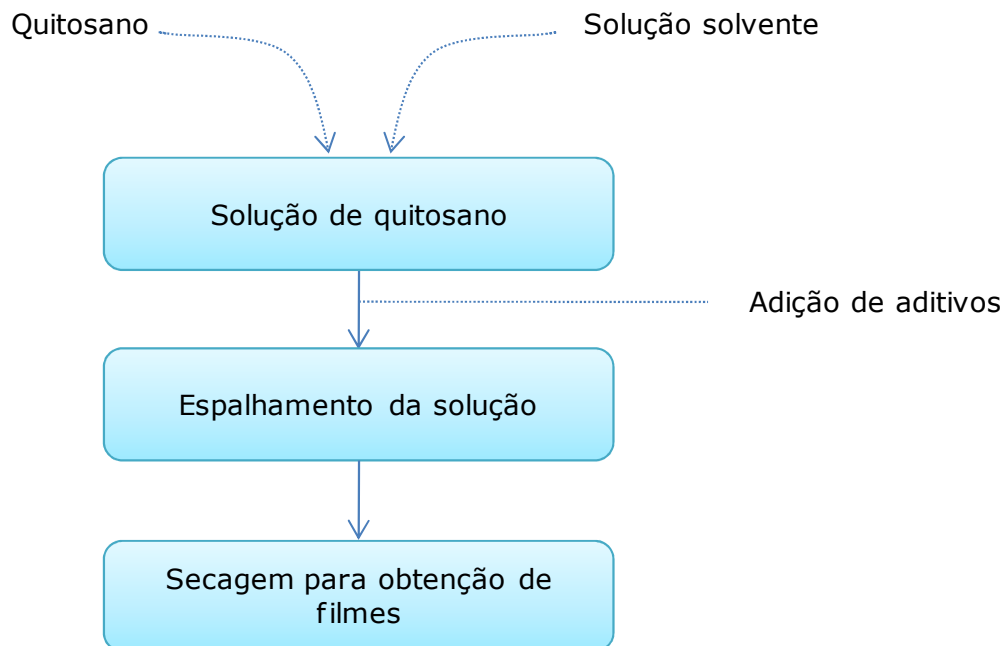 Quitosano
Solução solvente
Solução de quitosano
Adição de aditivos
Espalhamento da solução
Secagem para obtenção de
filmes